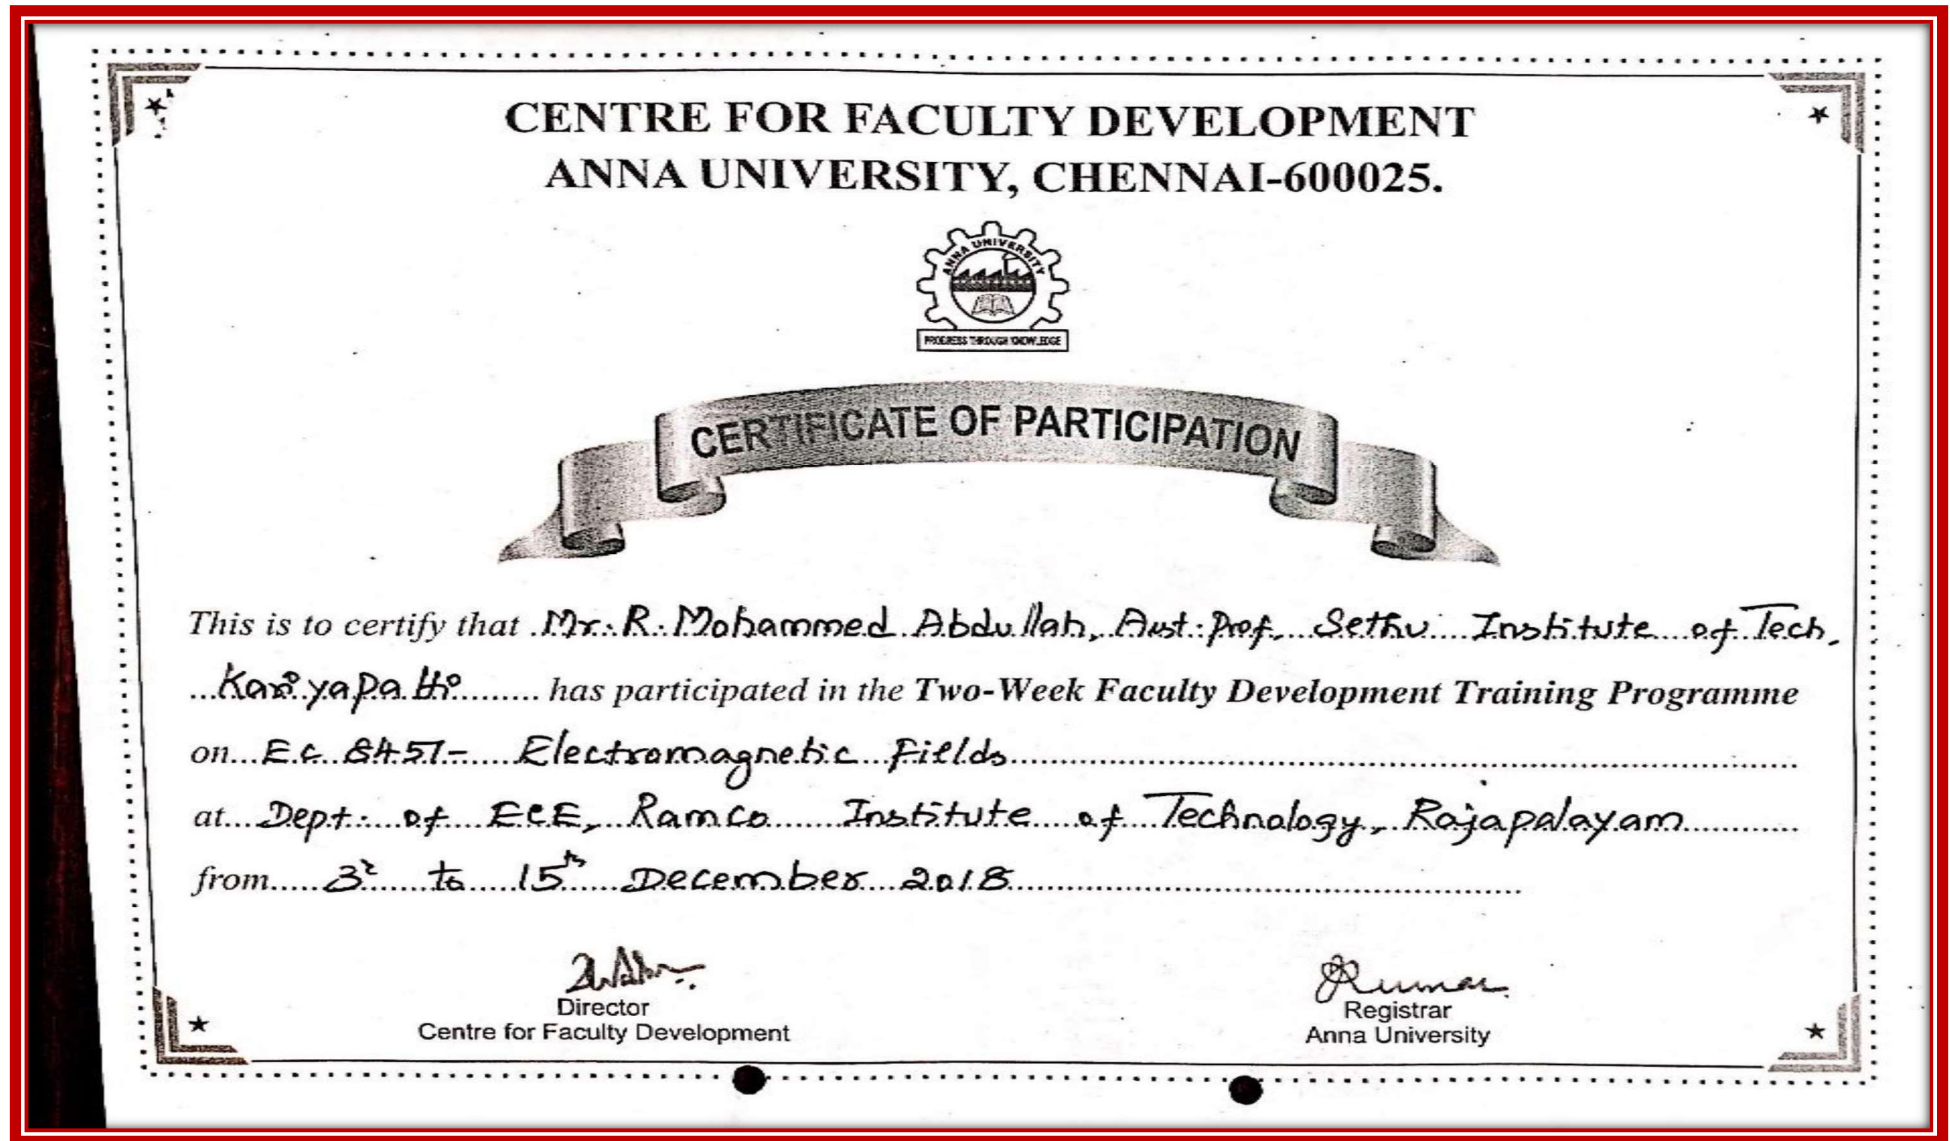 CENTRE FOR FACULTY DEVELOPMENT
ANNA UNIVERSITY, CHENNAI-600025.
ANNA UNIVERSITY
PROGRESS THROUGH KNOWLEDGE
CERTIFICATE OF PARTICIPATION
This is to certify that Mr. R. Mohammed Abdullah, Asst. Prof, Sethu Institute of Tech,
Kariyapatti has participated in the Two-Week Faculty Development Training Programme
on EC 8451- Electromagnetic Fields
at Dept. of ECE, Ramco Institute of Technology, Rajapalayam
from 3r to 15th December 2018
Director
Centre for Faculty Development
Registrar
Anna University